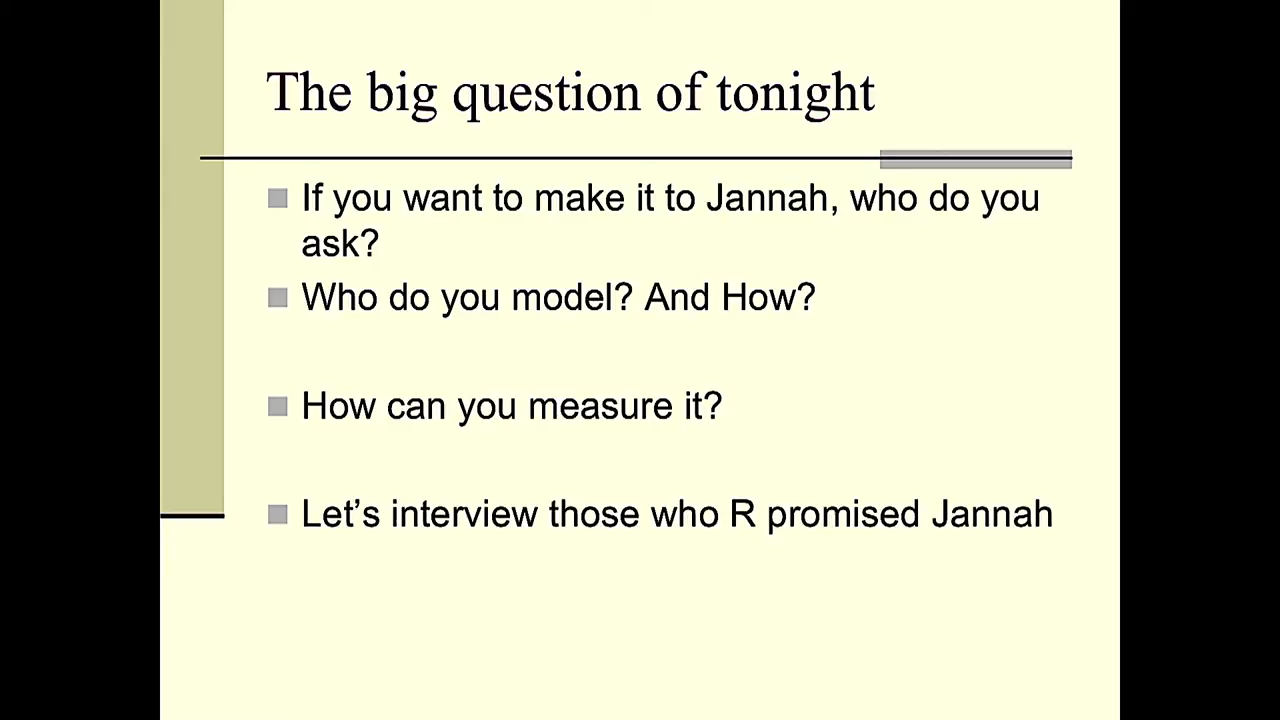 The big question of tonight
If you want to make it to Jannah, who do you
ask?
Who do you model? And How?
How can you measure it?
Let’s interview those who R promised Jannah